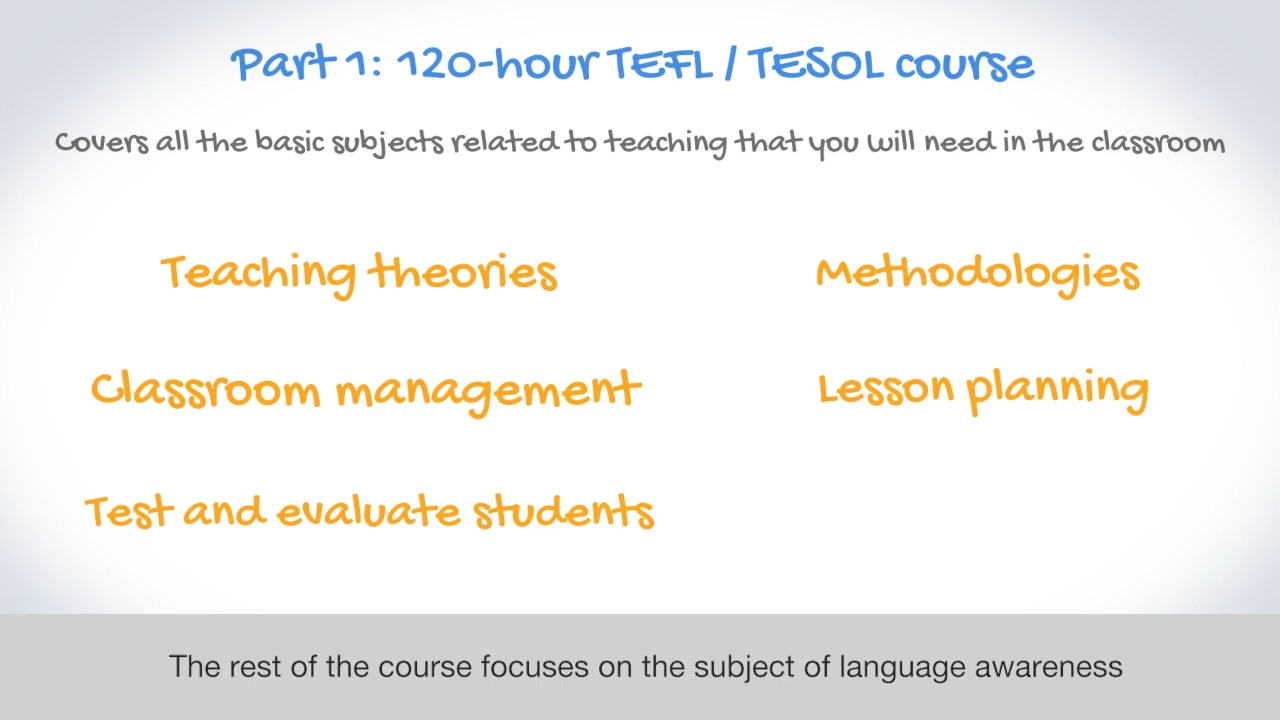 Part 1: 120-hour TEFL / TESOL course
Covers all the basic subjects related to teaching that you will need in the classroom
Teaching theories
Methodologies
Classroom management
Lesson planning
Test and evaluate students
The rest of the course focuses on the subject of language awareness